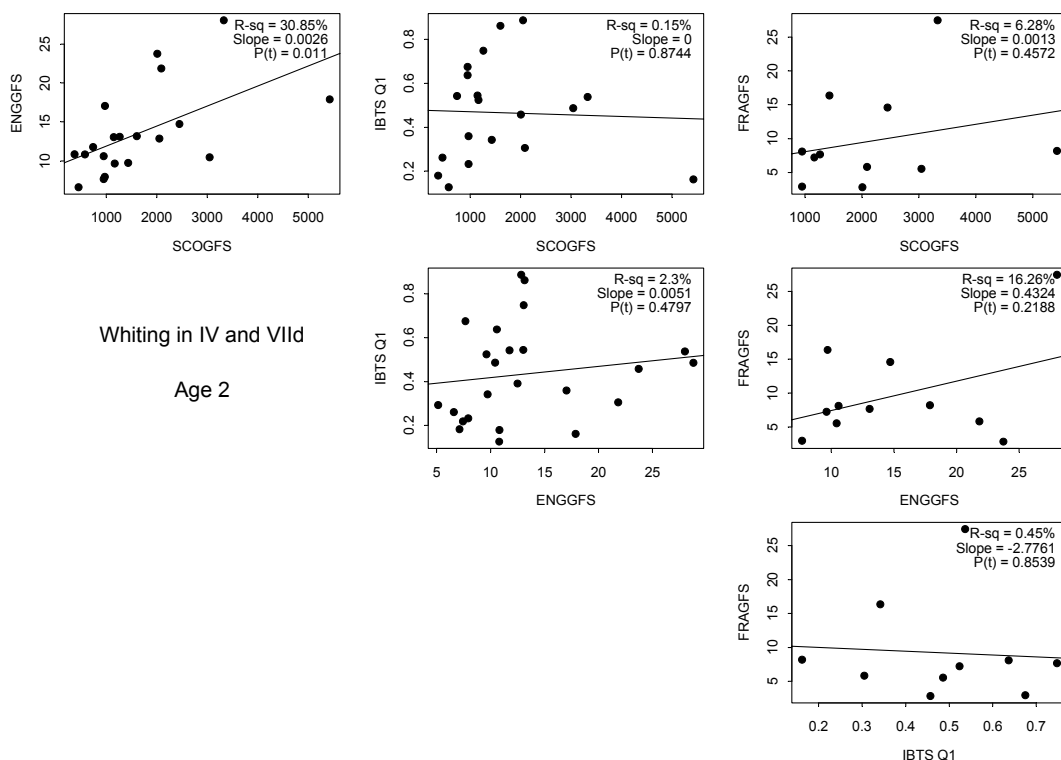 R-sq = 30.85%
Slope = 0.0026
P(t) = 0.011
ENGGFS
10 15 20 25
1000 2000 3000 4000 5000
SCOGFS
R-sq = 0.15%
Slope = 0
P(t) = 0.8744
IBTS Q1
0.2 0.4 0.6 0.8
1000 2000 3000 4000 5000
SCOGFS
R-sq = 6.28%
Slope = 0.0013
P(t) = 0.4572
FRAGFS
5 10 15 20 25
1000 2000 3000 4000 5000
SCOGFS
Whiting in IV and VIId
Age 2
R-sq = 2.3%
Slope = 0.0051
P(t) = 0.4797
IBTS Q1
0.2 0.4 0.6 0.8
5 10 15 20 25
ENGGFS
R-sq = 16.26%
Slope = 0.4324
P(t) = 0.2188
FRAGFS
5 10 15 20 25
10 15 20 25
ENGGFS
R-sq = 0.45%
Slope = -2.7761
P(t) = 0.8539
FRAGFS
5 10 15 20 25
0.2 0.3 0.4 0.5 0.6 0.7
IBTS Q1